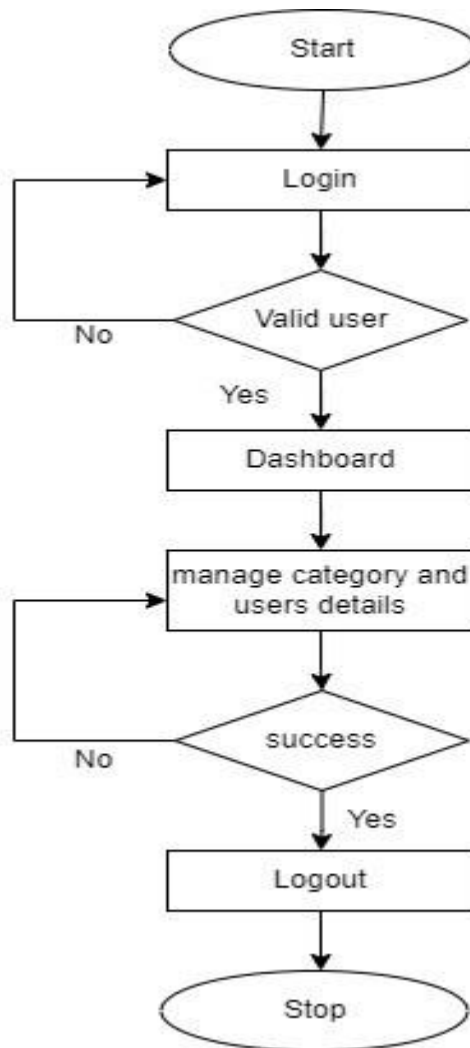 Start
Login
Valid user
No
Yes
Dashboard
manage category and
users details
success
No
Yes
Logout
Stop